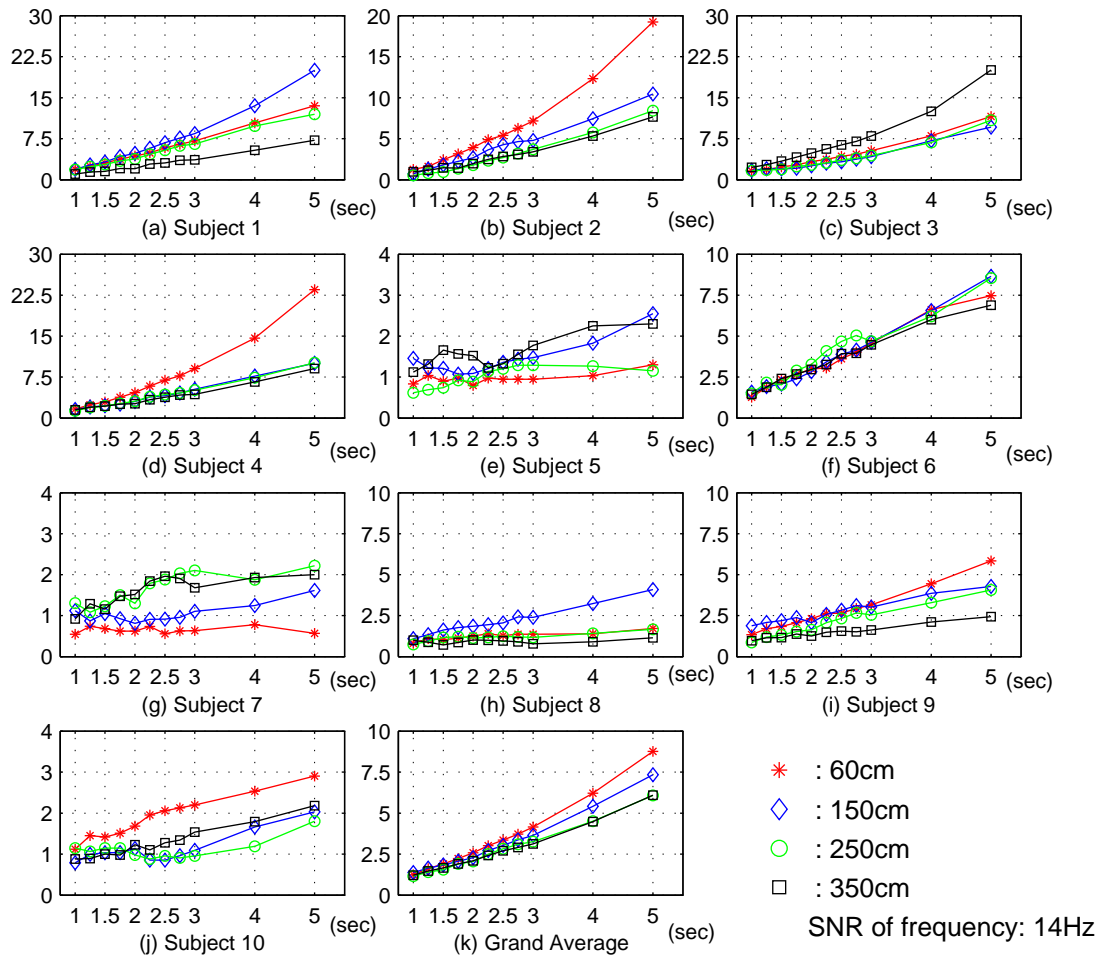 30
22.5
15
7.5
0
1 1.5 2 2.5 3 4 5 (sec)
(a) Subject 1
20
15
10
5
0
1 1.5 2 2.5 3 4 5 (sec)
(b) Subject 2
30
22.5
15
7.5
0
1 1.5 2 2.5 3 4 5 (sec)
(c) Subject 3
30
22.5
15
7.5
0
1 1.5 2 2.5 3 4 5 (sec)
(d) Subject 4
4
3
2
1
0
1 1.5 2 2.5 3 4 5 (sec)
(e) Subject 5
10
7.5
5
2.5
0
1 1.5 2 2.5 3 4 5 (sec)
(f) Subject 6
4
3
2
1
0
1 1.5 2 2.5 3 4 5 (sec)
(g) Subject 7
10
7.5
5
2.5
0
1 1.5 2 2.5 3 4 5 (sec)
(h) Subject 8
10
7.5
5
2.5
0
1 1.5 2 2.5 3 4 5 (sec)
(i) Subject 9
4
3
2
1
0
1 1.5 2 2.5 3 4 5 (sec)
(j) Subject 10
10
7.5
5
2.5
0
1 1.5 2 2.5 3 4 5 (sec)
(k) Grand Average
: 60cm
: 150cm
: 250cm
: 350cm
SNR of frequency: 14Hz